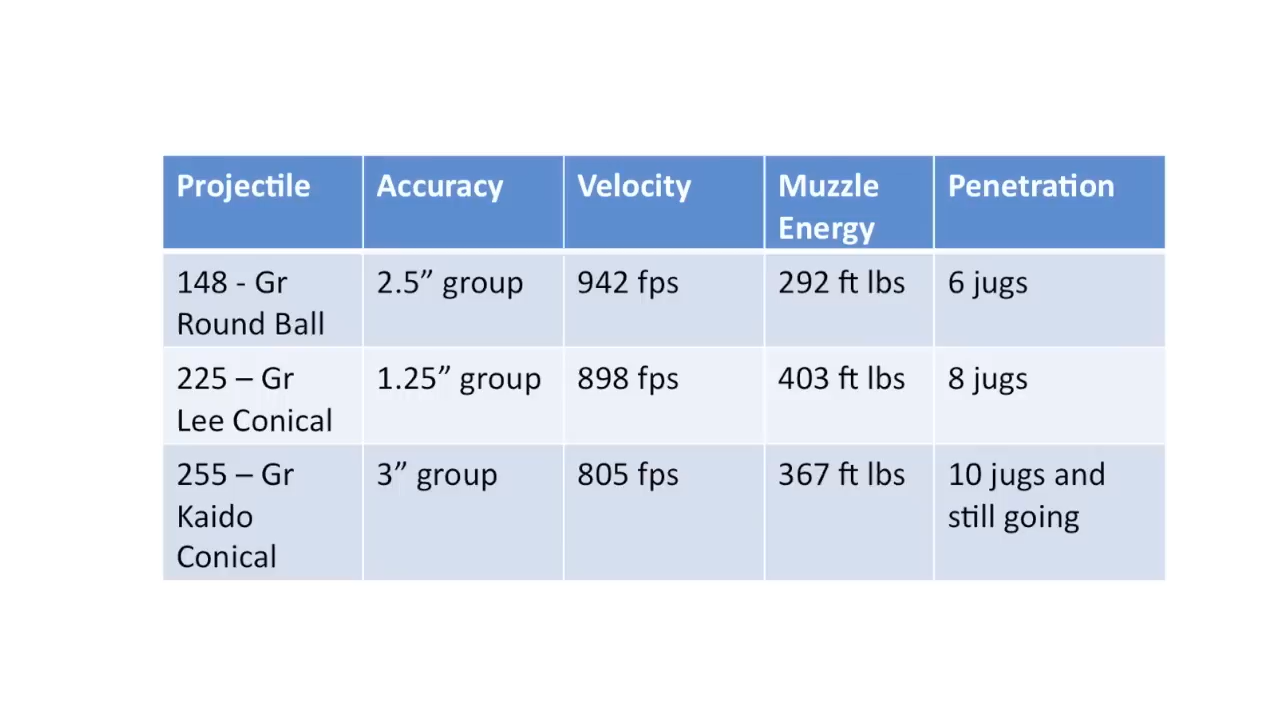 Projectile Accuracy Velocity Muzzle Energy Penetration
148 - Gr Round Ball 2.5” group 942 fps 292 ft lbs 6 jugs
225 – Gr Lee Conical 1.25” group 898 fps 403 ft lbs 8 jugs
255 – Gr Kaido Conical 3” group 805 fps 367 ft lbs 10 jugs and still going